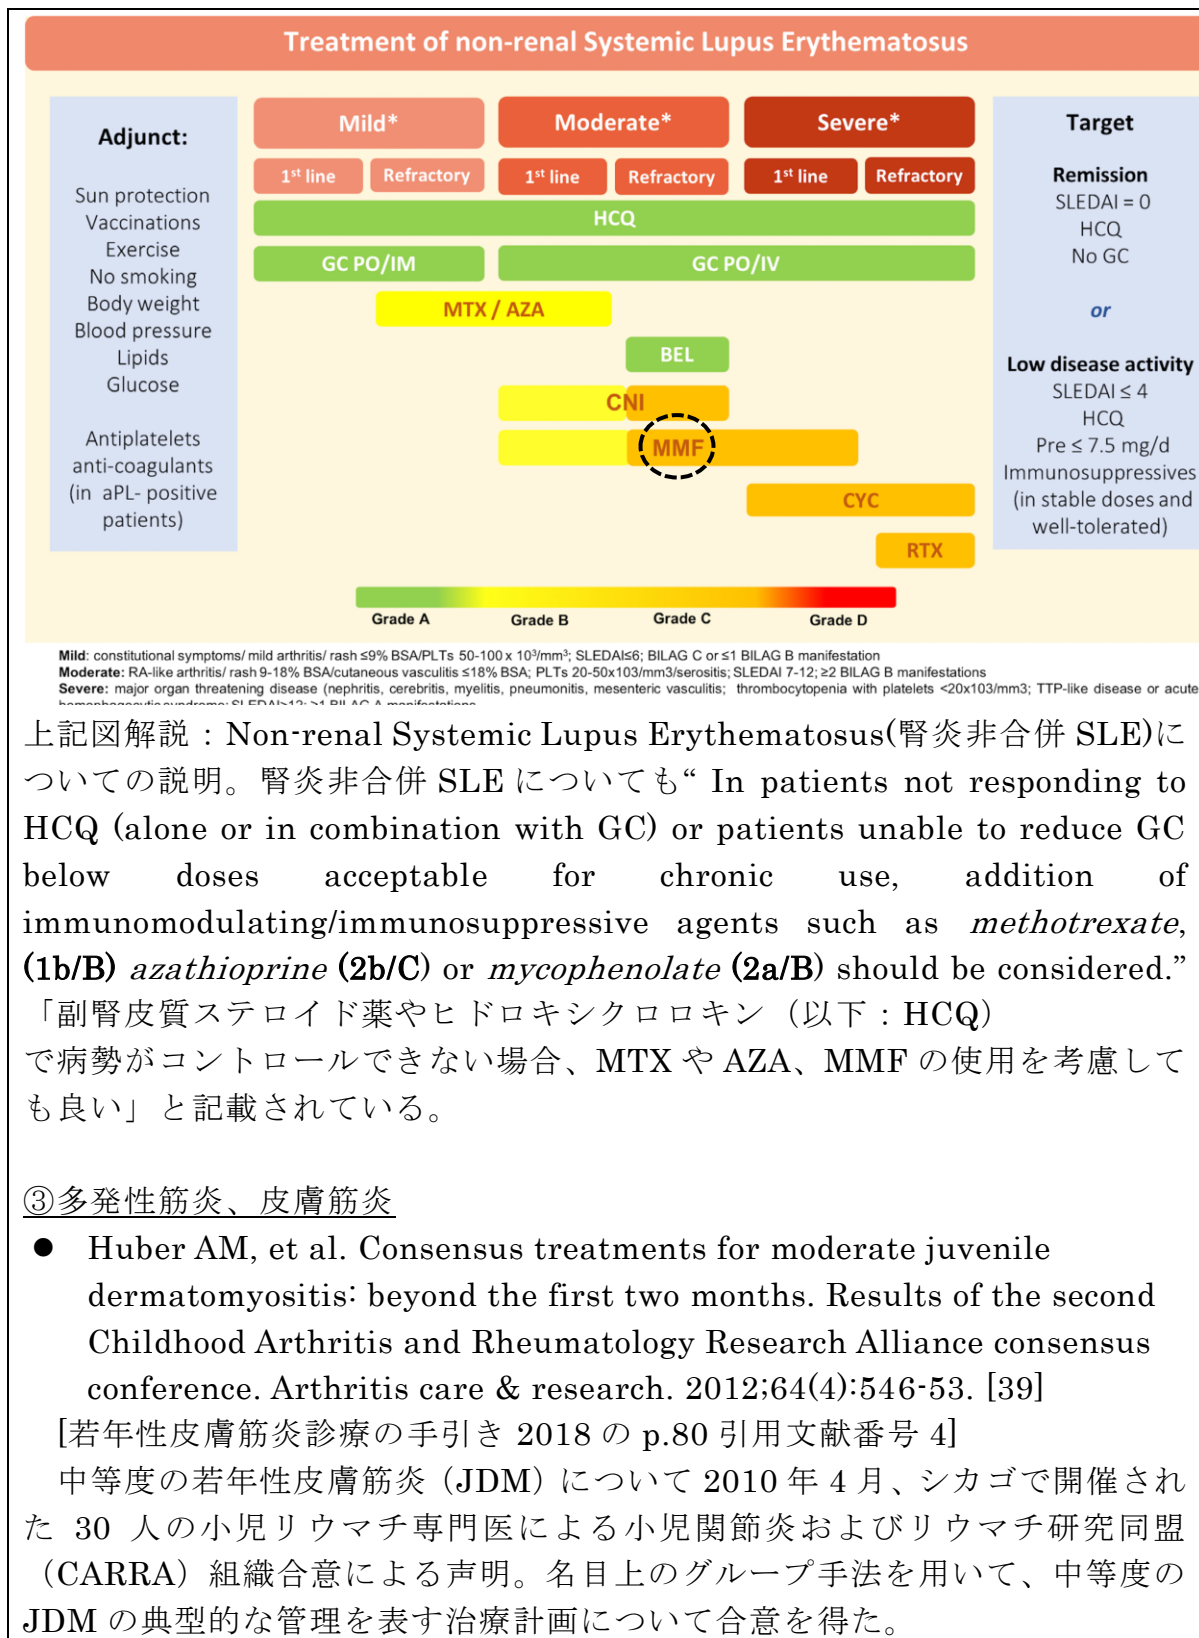 Treatment of non-renal Systemic Lupus Erythematosus
Adjunct:
Sun protection
Vaccinations
Exercise
No smoking
Body weight
Blood pressure
Lipids
Glucose
Antiplatelets
anti-coagulants
(in aPL- positive
patients)
Mild*
Moderate*
Severe*
1st line
Refractory
1st line
Refractory
1st line
Refractory
HCQ
GC PO/IM
GC PO/IV
MTX / AZA
BEL
CNI
MMF
CYC
RTX
Grade A
Grade B
Grade C
Grade D
Target
Remission
SLEDAI = 0
HCQ
No GC
or
Low disease activity
SLEDAI ≤ 4
HCQ
Pre ≤ 7.5 mg/d
Immunosuppressives
(in stable doses and
well-tolerated)
Mild: constitutional symptoms/ mild arthritis/ rash ≤9% BSA/PLTs 50-100 x 10³/mm³; SLEDAI≤6; BILAG C or ≤1 BILAG B manifestation
Moderate: RA-like arthritis/ rash 9-18% BSA/cutaneous vasculitis ≤18% BSA; PLTs 20-50x103/mm3/serositis; SLEDAI 7-12; ≥2 BILAG B manifestations
Severe: major organ threatening disease (nephritis, cerebritis, myelitis, pneumonitis, mesenteric vasculitis; thrombocytopenia with platelets <20x103/mm3; TTP-like disease or acute
hemophagocytic syndrome; SLEDAI>12; ≥1 BILAG A manifestations
上記図解説：Non-renal Systemic Lupus Erythematosus(腎炎非合併 SLE)に
ついての説明。腎炎非合併 SLE についても“ In patients not responding to
HCQ (alone or in combination with GC) or patients unable to reduce GC
below doses acceptable for chronic use, addition of
immunomodulating/immunosuppressive agents such as methotrexate,
(1b/B) azathioprine (2b/C) or mycophenolate (2a/B) should be considered.”
「副腎皮質ステロイド薬やヒドロキシクロロキン（以下：HCQ）
で病勢がコントロールできない場合、MTX や AZA、MMF の使用を考慮して
も良い」と記載されている。
③多発性筋炎、皮膚筋炎
● Huber AM, et al. Consensus treatments for moderate juvenile
dermatomyositis: beyond the first two months. Results of the second
Childhood Arthritis and Rheumatology Research Alliance consensus
conference. Arthritis care & research. 2012;64(4):546-53. [39]
[若年性皮膚筋炎診療の手引き 2018 の p.80 引用文献番号 4]
中等度の若年性皮膚筋炎（JDM）について 2010 年 4 月、シカゴで開催され
た 30 人の小児リウマチ専門医による小児関節炎およびリウマチ研究同盟
（CARRA）組織合意による声明。名目上のグループ手法を用いて、中等度の
JDM の典型的な管理を表す治療計画について合意を得た。